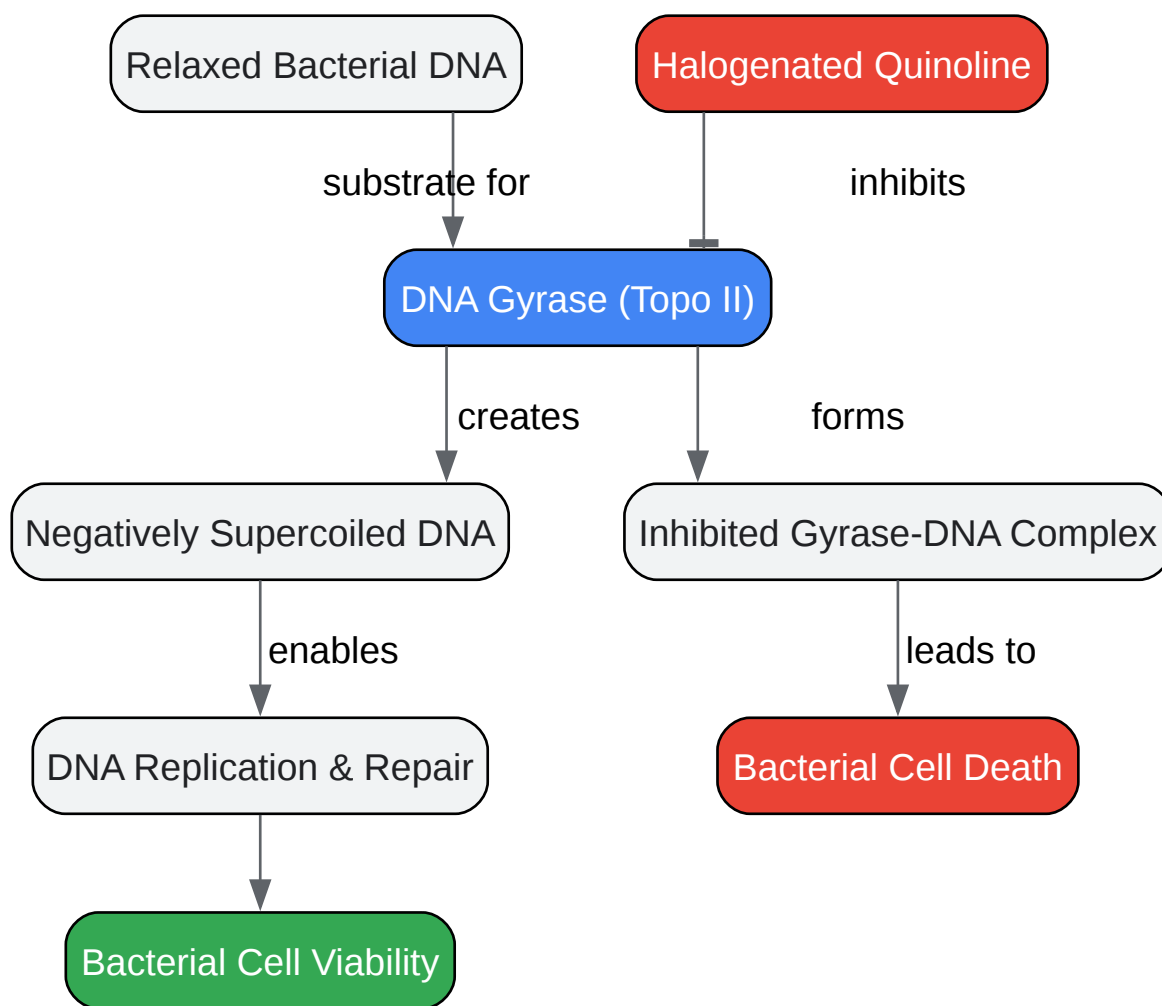 Relaxed Bacterial DNA
Halogenated Quinoline
substrate for
inhibits
DNA Gyrase (Topo II)
creates
forms
Negatively Supercoiled DNA
Inhibited Gyrase-DNA Complex
enables
leads to
DNA Replication & Repair
Bacterial Cell Death
Bacterial Cell Viability